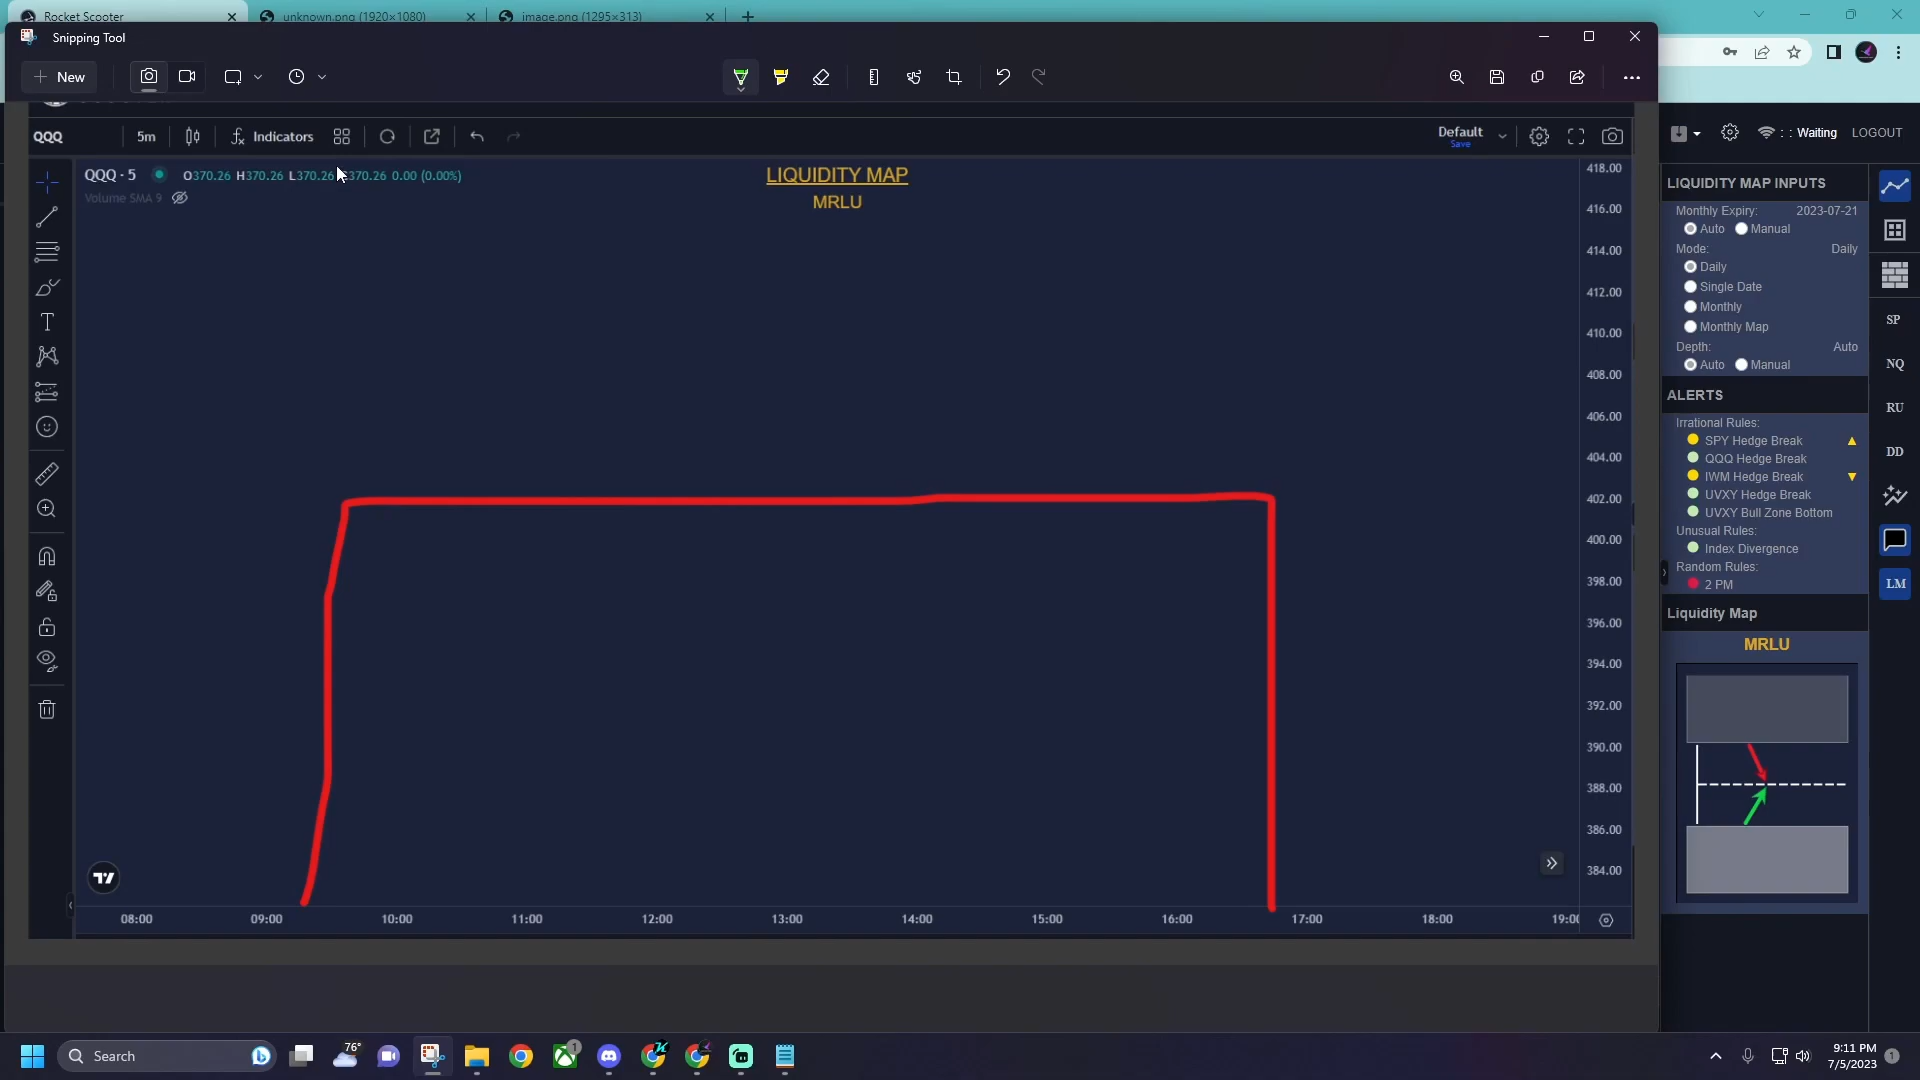 Rocket Scooter
unknown.png (1920×1080)
image.png (1295×313)
Snipping Tool
New
QQQ
5m
Indicators
Default
Save
Waiting
LOGOUT
QQQ · 5
O370.26 H370.26 L370.26 370.26 0.00 (0.00%)
Volume SMA 9
LIQUIDITY MAP
MRLU
418.00
416.00
414.00
412.00
410.00
408.00
406.00
404.00
402.00
400.00
398.00
396.00
394.00
392.00
390.00
388.00
386.00
384.00
08:00
09:00
10:00
11:00
12:00
13:00
14:00
15:00
16:00
17:00
18:00
LIQUIDITY MAP INPUTS
Monthly Expiry: 2023-07-21
Auto Manual
Mode: Daily
Daily
Single Date
Monthly
Monthly Map
Depth: Auto
Auto Manual
ALERTS
Irrational Rules:
SPY Hedge Break
QQQ Hedge Break
IWM Hedge Break
UVXY Hedge Break
UVXY Bull Zone Bottom
Unusual Rules:
Index Divergence
Random Rules:
2 PM
Liquidity Map
MRLU
SP
NQ
RU
DD
LM
Search
76°
1
9:11 PM
7/5/2023
1